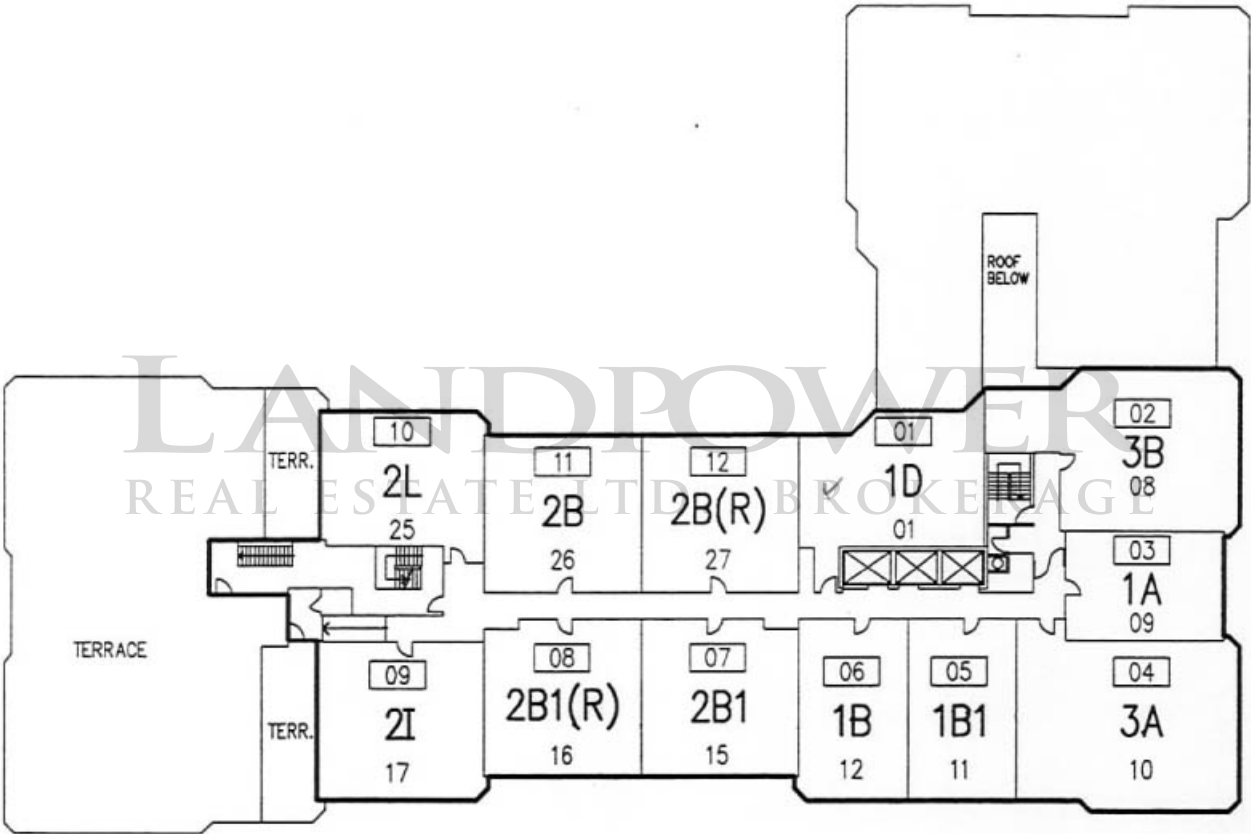 ROOF
BELOW
LANDPOWER
REAL ESTATE LTD. BROKERAGE
TERR.
10
2L
25
11
2B
26
12
2B(R)
27
01
1D
01
02
3B
08
03
1A
09
TERRACE
TERR.
09
2I
17
08
2B1(R)
16
07
2B1
15
06
1B
12
05
1B1
11
04
3A
10